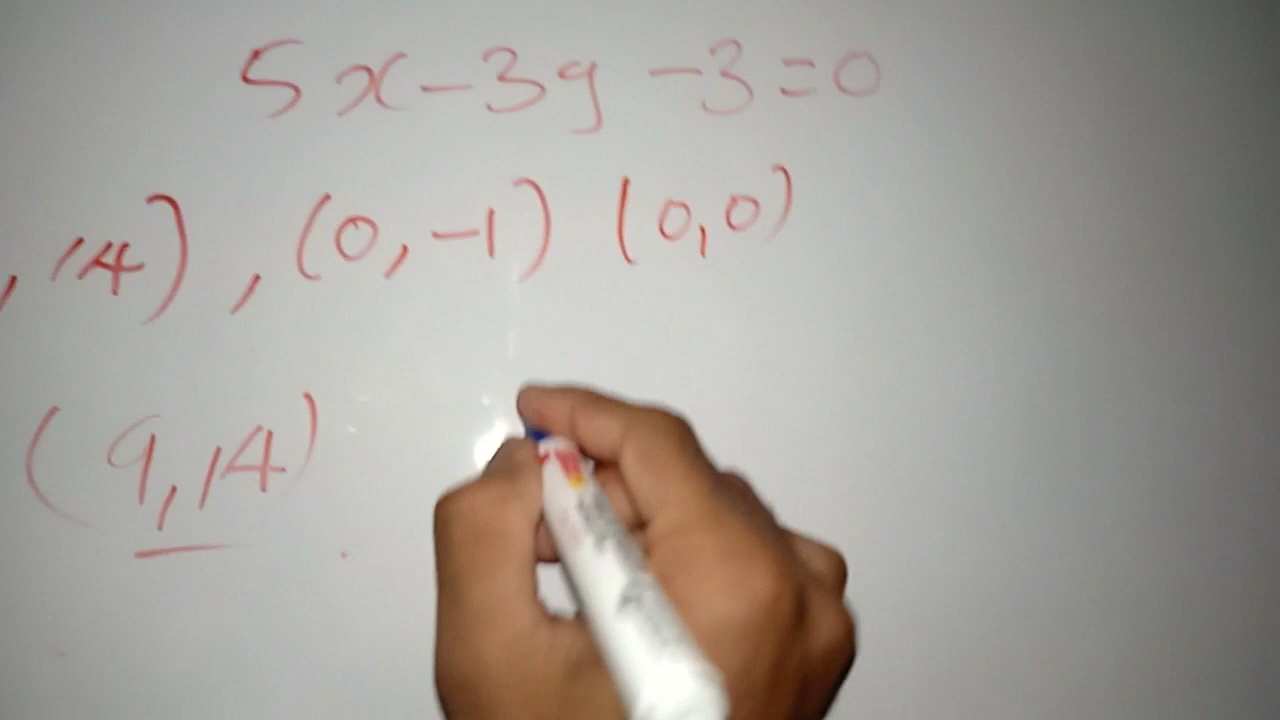 5x-3y-3=0
, 14), (0,-1) (0,0)
(9,14)